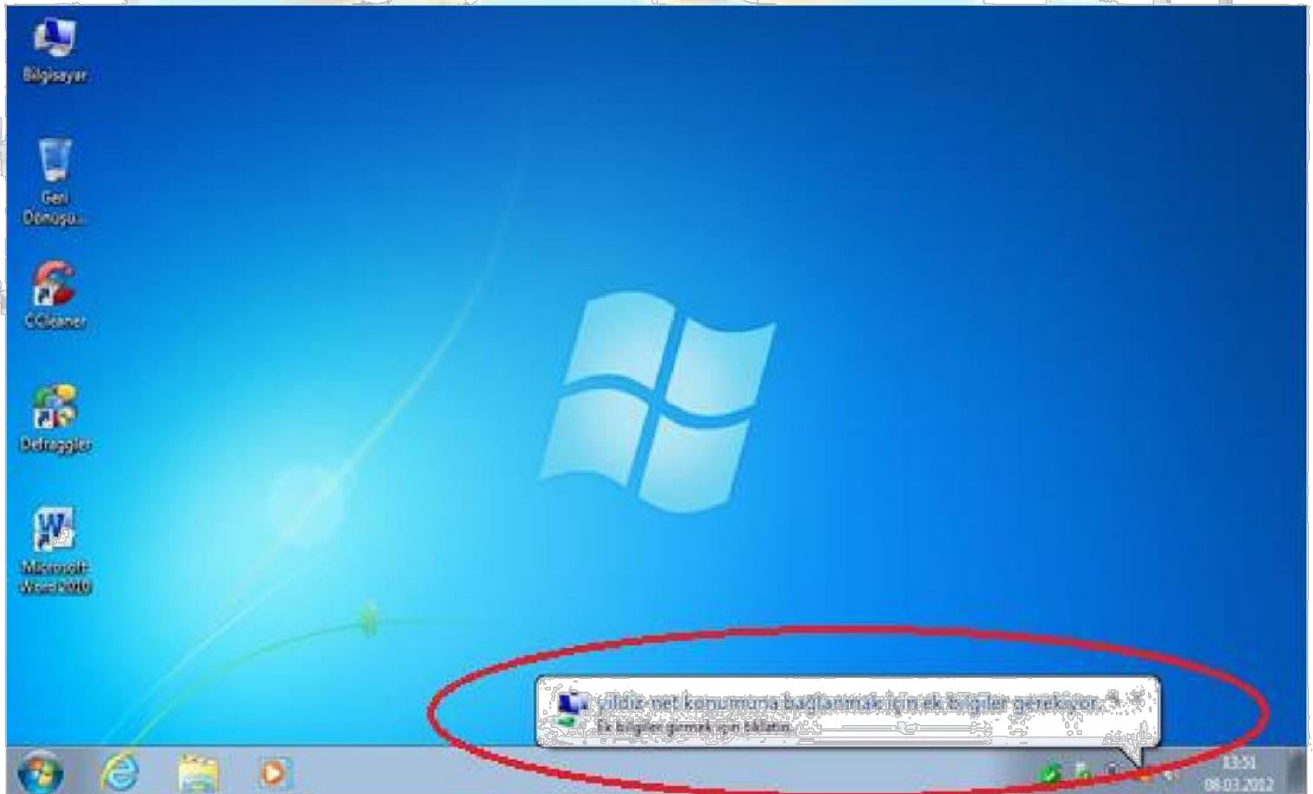 Bilgisayar
Geri
Dönüşü...
CCleaner
Defraggler
Microsoft
Word 2010
yildiz-net konumuna bağlanmak için ek bilgiler gerekiyor.
Ek bilgiler girmek için tıklatın.
13:51
08.03.2012